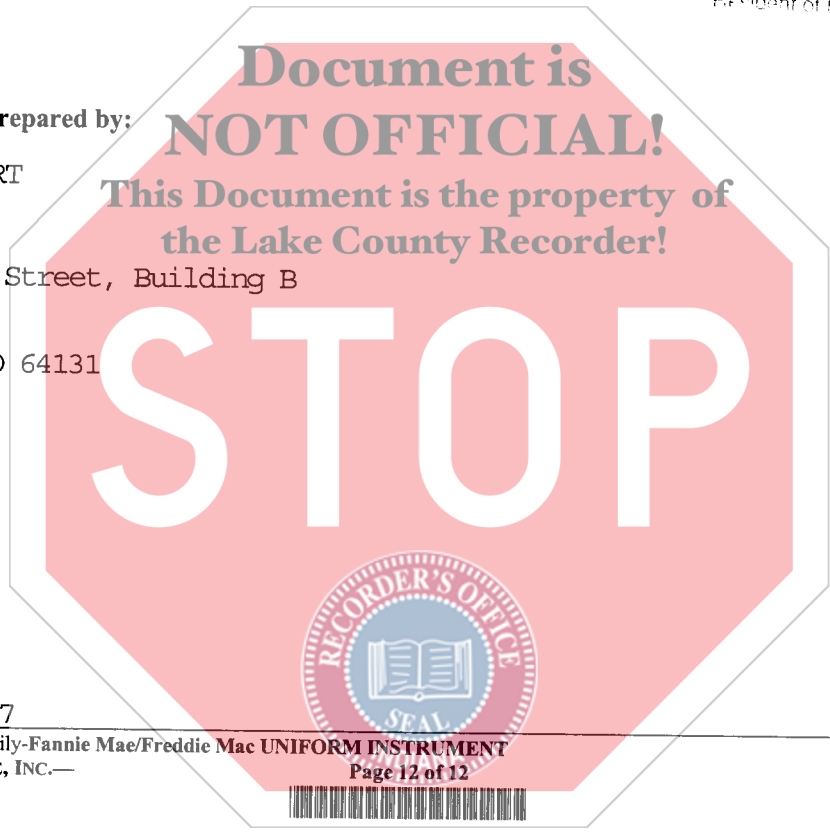 Document is
NOT OFFICIAL!
This Document is the property of
the Lake County Recorder!
repared by:
RT
Street, Building B
64131
STOP
RECORDER'S OFFICE
SEAL
INDIANA
7
ily-Fannie Mae/Freddie Mac UNIFORM INSTRUMENT
, INC.—
Page 12 of 12